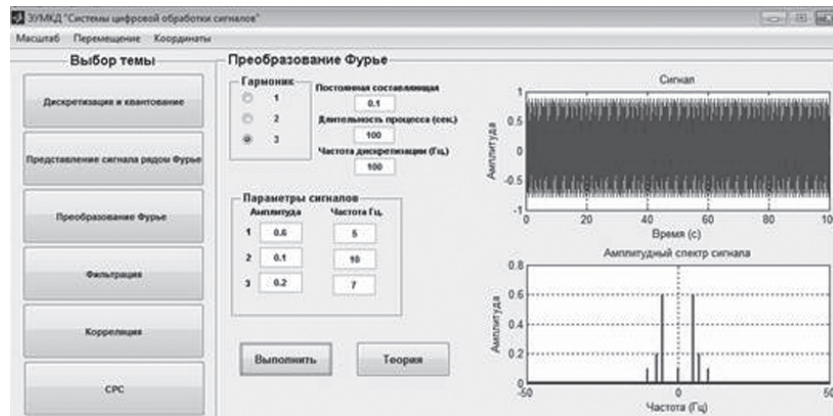 ЭУМКД "Системы цифровой обработки сигналов"
Масштаб Перемещение Координаты
Выбор темы
Дискретизация и квантование
Представление сигнала рядом Фурье
Преобразование Фурье
Фильтрация
Корреляция
СРС
Преобразование Фурье
Гармоник
1
2
3
Постоянная составляющая
0.1
Длительность процесса (сек.)
100
Частота дискретизации (Гц.)
100
Параметры сигналов
Амплитуда Частота Гц.
1 0.6 5
2 0.1 10
3 0.2 7
Выполнить Теория
Сигнал
Амплитуда
1
0.5
0
-0.5
-1
0 20 40 60 80 100
Время (с)
Амплитудный спектр сигнала
Амплитуда
0.8
0.6
0.4
0.2
0
-50 0 50
Частота (Гц)